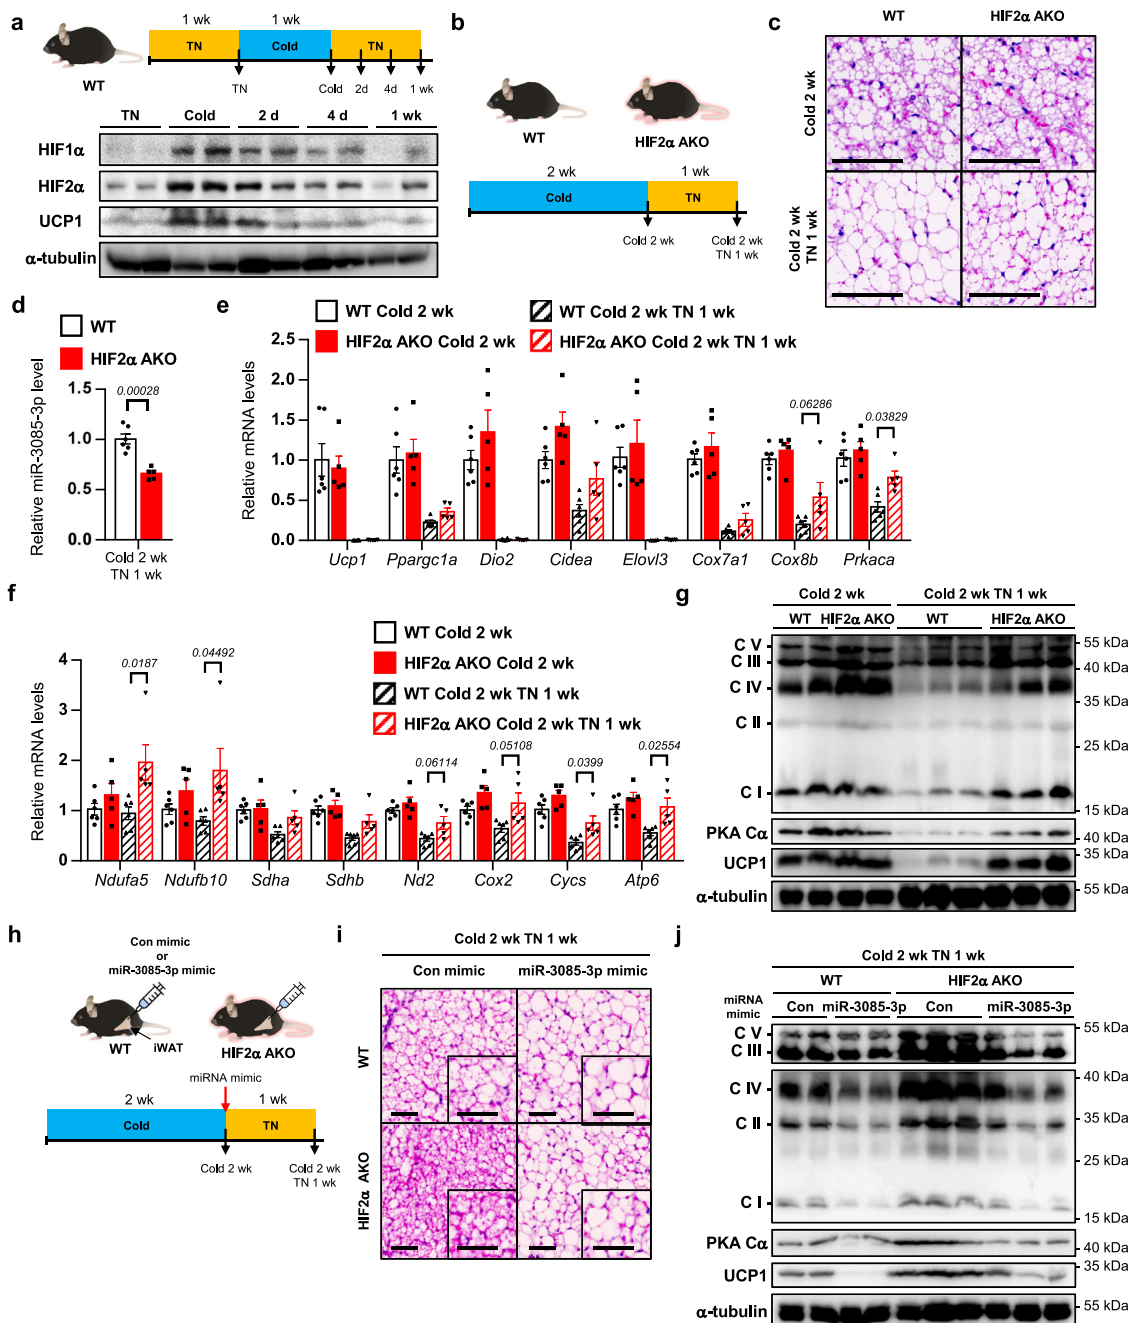 a
1 wk 1 wk
TN Cold TN
WT
TN Cold 2d 4d 1 wk
TN Cold 2 d 4 d 1 wk
HIF1α
HIF2α
UCP1
α-tubulin
b
WT HIF2α AKO
2 wk 1 wk
Cold TN
Cold 2 wk Cold 2 wk
TN 1 wk
c
WT HIF2α AKO
Cold 2 wk
Cold 2 wk
TN 1 wk
d
WT
HIF2α AKO
Relative miR-3085-3p level
1.5
1.0
0.5
0.0
0.00028
Cold 2 wk
TN 1 wk
e
WT Cold 2 wk WT Cold 2 wk TN 1 wk
HIF2α AKO Cold 2 wk HIF2α AKO Cold 2 wk TN 1 wk
Relative mRNA levels
2.5
2.0
1.5
1.0
0.5
0.0
0.06286
0.03829
Ucp1 Ppargc1a Dio2 Cidea Elovl3 Cox7a1 Cox8b Prkaca
f
WT Cold 2 wk
HIF2α AKO Cold 2 wk
WT Cold 2 wk TN 1 wk
HIF2α AKO Cold 2 wk TN 1 wk
Relative mRNA levels
4
3
2
1
0
0.0187
0.04492
0.06114
0.05108
0.0399
0.02554
Ndufa5 Ndufb10 Sdha Sdhb Nd2 Cox2 Cycs Atp6
g
Cold 2 wk Cold 2 wk TN 1 wk
WT HIF2α AKO WT HIF2α AKO
C V
C III
C IV
C II
C I
PKA Cα
UCP1
α-tubulin
55 kDa
40 kDa
35 kDa
25 kDa
15 kDa
40 kDa
35 kDa
55 kDa
h
Con mimic
or
miR-3085-3p mimic
WT iWAT HIF2α AKO
miRNA mimic
2 wk 1 wk
Cold TN
Cold 2 wk Cold 2 wk
TN 1 wk
i
Cold 2 wk TN 1 wk
Con mimic miR-3085-3p mimic
WT
HIF2α AKO
j
Cold 2 wk TN 1 wk
WT HIF2α AKO
miRNA
mimic
Con miR-3085-3p Con miR-3085-3p
C V
C III
C IV
C II
C I
PKA Cα
UCP1
α-tubulin
55 kDa
40 kDa
35 kDa
25 kDa
15 kDa
40 kDa
35 kDa
55 kDa